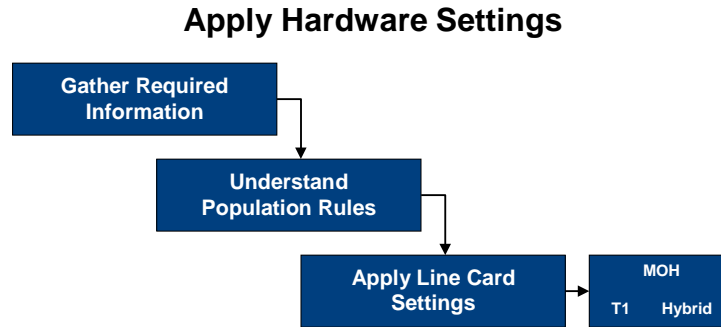 Apply Hardware Settings
Gather Required
Information
Understand
Population Rules
Apply Line Card
Settings
MOH
T1 Hybrid